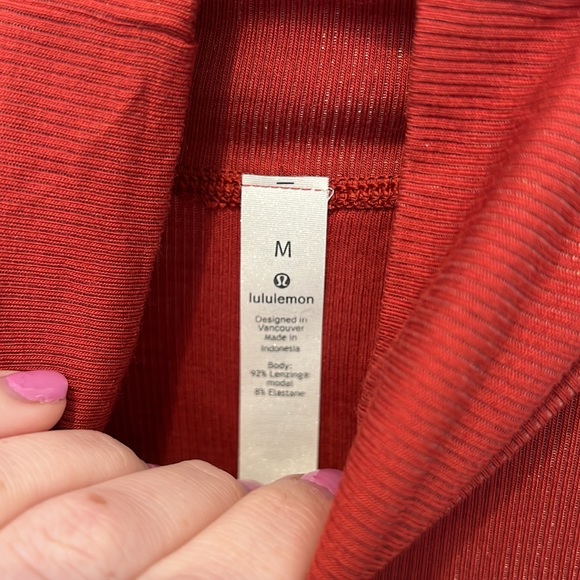 M
lululemon
Designed in
Vancouver
Made in
Indonesia
Body:
92% Lenzing®
modal
8% Elastane